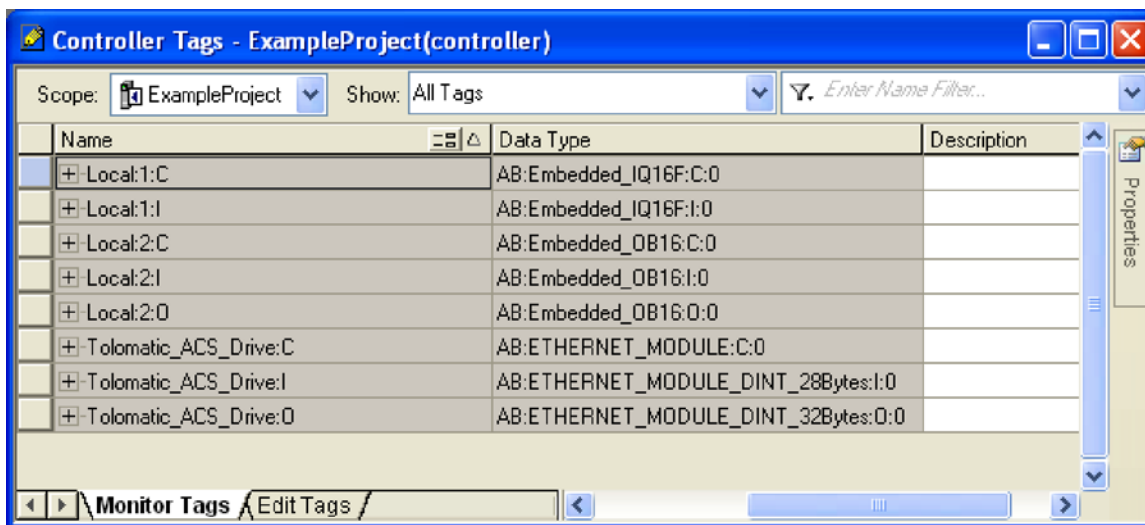 Controller Tags - ExampleProject(controller)
Scope: ExampleProject Show: All Tags Enter Name Filter...
Name Data Type Description
Local:1:C AB:Embedded_IQ16F:C:0
Local:1:I AB:Embedded_IQ16F:I:0
Local:2:C AB:Embedded_OB16:C:0
Local:2:I AB:Embedded_OB16:I:0
Local:2:O AB:Embedded_OB16:O:0
Tolomatic_ACS_Drive:C AB:ETHERNET_MODULE:C:0
Tolomatic_ACS_Drive:I AB:ETHERNET_MODULE_DINT_28Bytes:I:0
Tolomatic_ACS_Drive:O AB:ETHERNET_MODULE_DINT_32Bytes:O:0
Monitor Tags Edit Tags
Properties